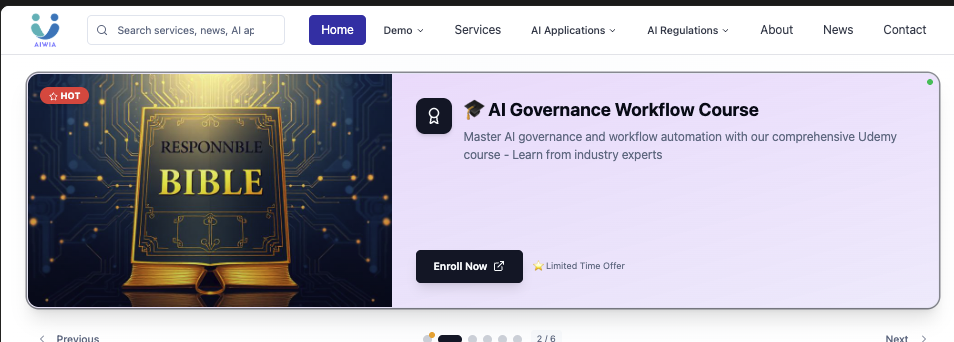 AIWIA
Search services, news, AI ap
Home
Demo
Services
AI Applications
AI Regulations
About
News
Contact
HOT
RESPONNBLE
BIBLE
🎓 AI Governance Workflow Course
Master AI governance and workflow automation with our comprehensive Udemy
course - Learn from industry experts
Enroll Now
⭐ Limited Time Offer
Previous
2 / 6
Next